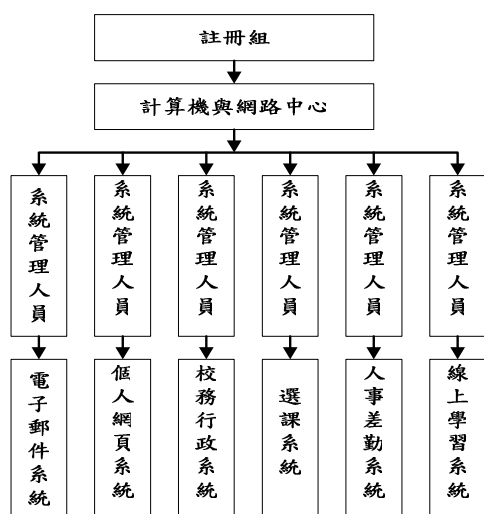 註冊組
計算機與網路中心
系統管理人員
系統管理人員
系統管理人員
系統管理人員
系統管理人員
系統管理人員
電子郵件系統
個人網頁系統
校務行政系統
選課系統
人事差勤系統
線上學習系統